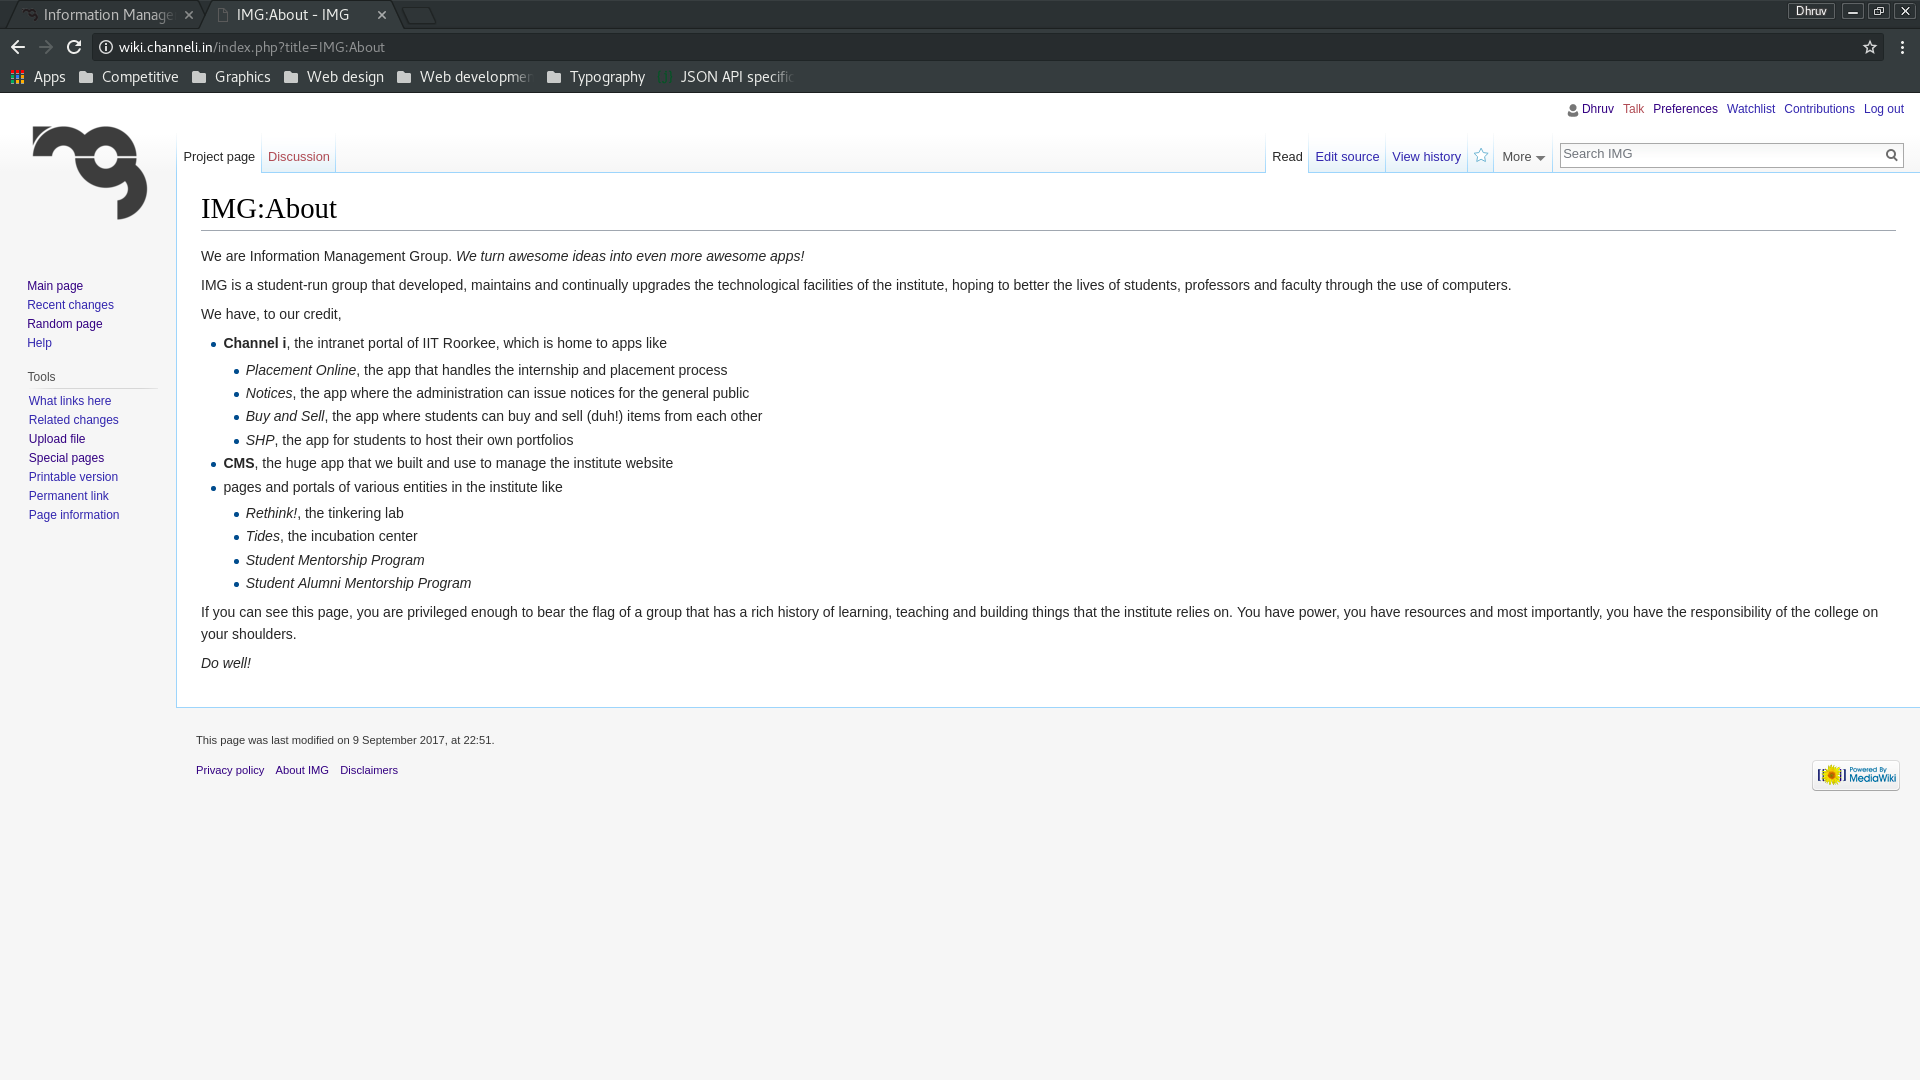 Information Manage
IMG:About - IMG
Dhruv
wiki.channeli.in/index.php?title=IMG:About
Apps Competitive Graphics Web design Web developmen Typography JSON API specific
Dhruv Talk Preferences Watchlist Contributions Log out
Project page Discussion Read Edit source View history More Search IMG
IMG:About
We are Information Management Group. We turn awesome ideas into even more awesome apps!
IMG is a student-run group that developed, maintains and continually upgrades the technological facilities of the institute, hoping to better the lives of students, professors and faculty through the use of computers.
We have, to our credit,
Channel i, the intranet portal of IIT Roorkee, which is home to apps like
Placement Online, the app that handles the internship and placement process
Notices, the app where the administration can issue notices for the general public
Buy and Sell, the app where students can buy and sell (duh!) items from each other
SHP, the app for students to host their own portfolios
CMS, the huge app that we built and use to manage the institute website
pages and portals of various entities in the institute like
Rethink!, the tinkering lab
Tides, the incubation center
Student Mentorship Program
Student Alumni Mentorship Program
If you can see this page, you are privileged enough to bear the flag of a group that has a rich history of learning, teaching and building things that the institute relies on. You have power, you have resources and most importantly, you have the responsibility of the college on
your shoulders.
Do well!
Main page
Recent changes
Random page
Help
Tools
What links here
Related changes
Upload file
Special pages
Printable version
Permanent link
Page information
This page was last modified on 9 September 2017, at 22:51.
Privacy policy About IMG Disclaimers
Powered By
MediaWiki